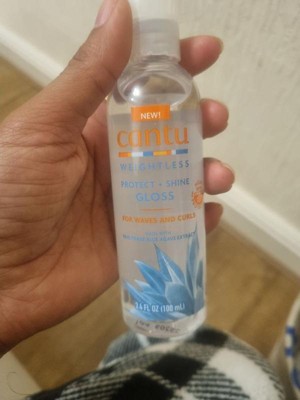 NEW!
cantu
WEIGHTLESS
PROTECT + SHINE
GLOSS
FOR WAVES AND CURLS
3.4 FL OZ (100 mL)